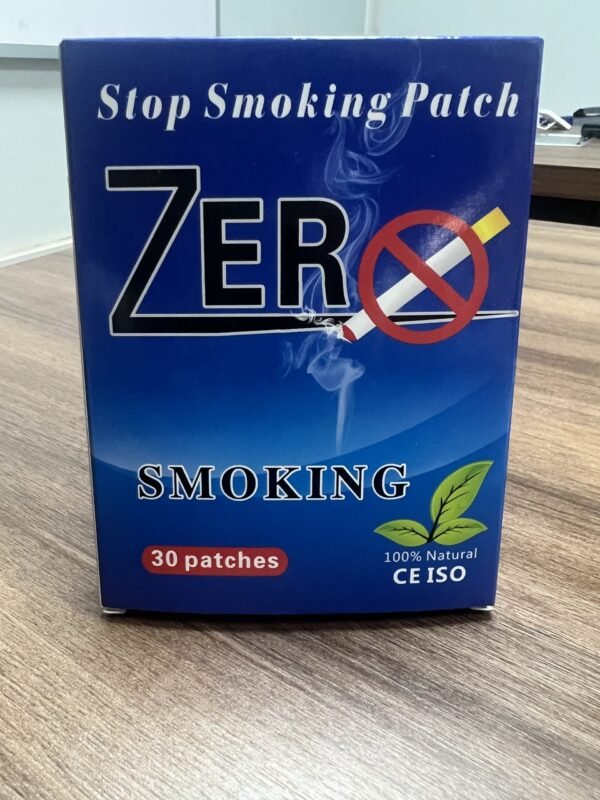 Stop Smoking Patch
ZERO
SMOKING
30 patches
100% Natural
CE ISO